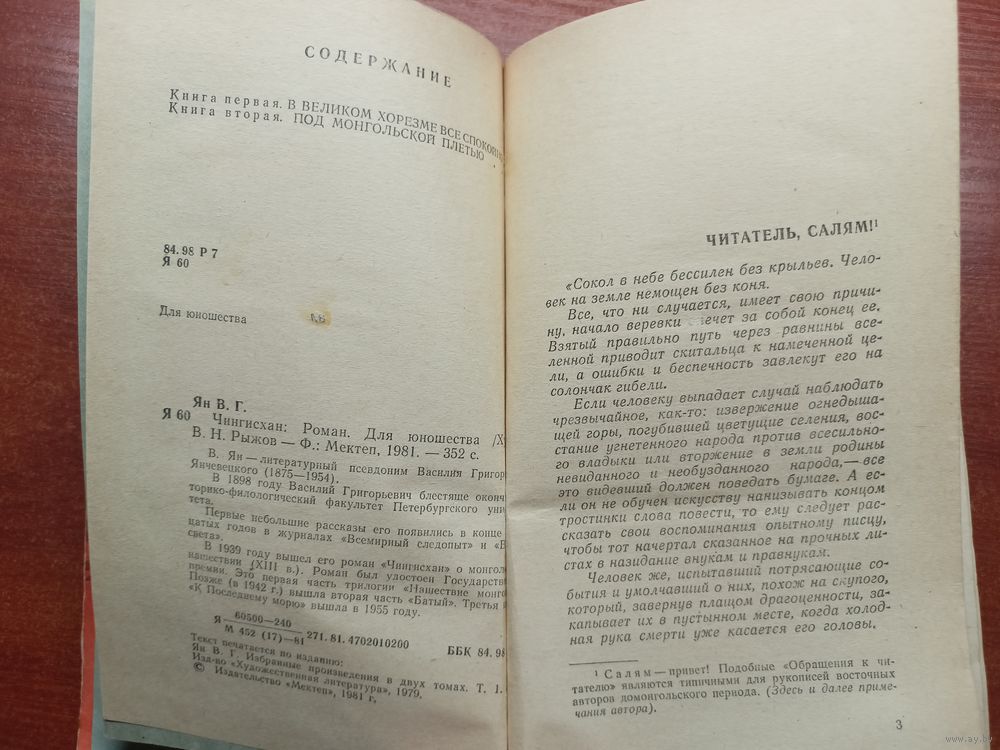 СОДЕРЖАНИЕ
Книга первая. В ВЕЛИКОМ ХОРЕЗМЕ ВСЕ СПОКОЙН
Книга вторая. ПОД МОНГОЛЬСКОЙ ПЛЕТЬЮ
84.98 Р 7
Я 60
Для юношества
Ян В. Г.
Я 60
Чингисхан: Роман. Для юношества /Ху
В. Н. Рыжов — Ф.: Мектеп, 1981. — 352 с.
В. Ян — литературный псевдоним Василия Григор
Янчевецкого (1875—1954).
В 1898 году Василий Григорьевич блестяще оконч
торико-филологический факультет Петербургского уни
тета.
Первые небольшие рассказы его появились в конце
цатых годов в журналах «Всемирный следопыт» и «В
света».
В 1939 году вышел его роман «Чингисхан» о монгол
нашествии (XIII в.). Роман был удостоен Государств
премии. Это первая часть трилогии «Нашествие монго
Позже (в 1942 г.) вышла вторая часть «Батый». Третья
«К Последнему морю» вышла в 1955 году.
Я 60500—240
М 452 (17)—81 271. 81. 4702010200
ББК 84.98
Текст печатается по изданию:
Ян В. Г. Избранные произведения в двух томах. Т. 1.
Изд-во «Художественная литература», 1979.
© Издательство «Мектеп», 1981 г.
ЧИТАТЕЛЬ, САЛЯМ!¹
«Сокол в небе бессилен без крыльев. Чело-
век на земле немощен без коня.
Все, что ни случается, имеет свою причи-
ну, начало веревки влечет за собой конец ее.
Взятый правильно путь через равнины все-
ленной приводит скитальца к намеченной це-
ли, а ошибки и беспечность завлекут его на
солончак гибели.
Если человеку выпадает случай наблюдать
чрезвычайное, как-то: извержение огнедыша-
щей горы, погубившей цветущие селения, вос-
стание угнетенного народа против всесильно-
го владыки или вторжение в земли родины
невиданного и необузданного народа,— все
это видевший должен поведать бумаге. А ес-
ли он не обучен искусству нанизывать концом
тростинки слова повести, то ему следует рас-
сказать свои воспоминания опытному писцу,
чтобы тот начертал сказанное на прочных ли-
стах в назидание внукам и правнукам.
Человек же, испытавший потрясающие со-
бытия и умолчавший о них, похож на скупого,
который, завернув плащом драгоценности, за-
капывает их в пустынном месте, когда холод-
ная рука смерти уже касается его головы.
¹ Салям — привет! Подобные «Обращения к чи-
тателю» являются типичными для рукописей восточных
авторов домонгольского периода. (Здесь и далее приме-
чания автора).
3
www.ay.by